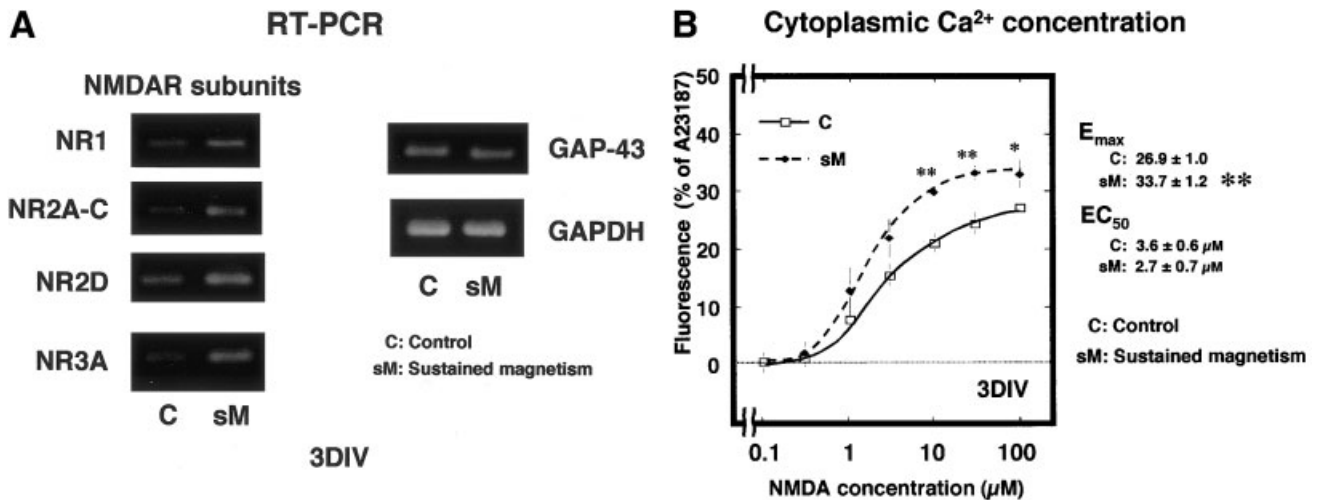 A
RT-PCR
NMDAR subunits
NR1
NR2A-C
NR2D
NR3A
C sM
GAP-43
GAPDH
C sM
C: Control
sM: Sustained magnetism
3DIV
B
Cytoplasmic Ca²⁺ concentration
Fluorescence (% of A23187)
50
40
30
20
10
0
C
sM
** ** *
3DIV
0.1 1 10 100
NMDA concentration (µM)
Emax
C: 26.9 ± 1.0
sM: 33.7 ± 1.2 **
EC50
C: 3.6 ± 0.6 µM
sM: 2.7 ± 0.7 µM
C: Control
sM: Sustained magnetism